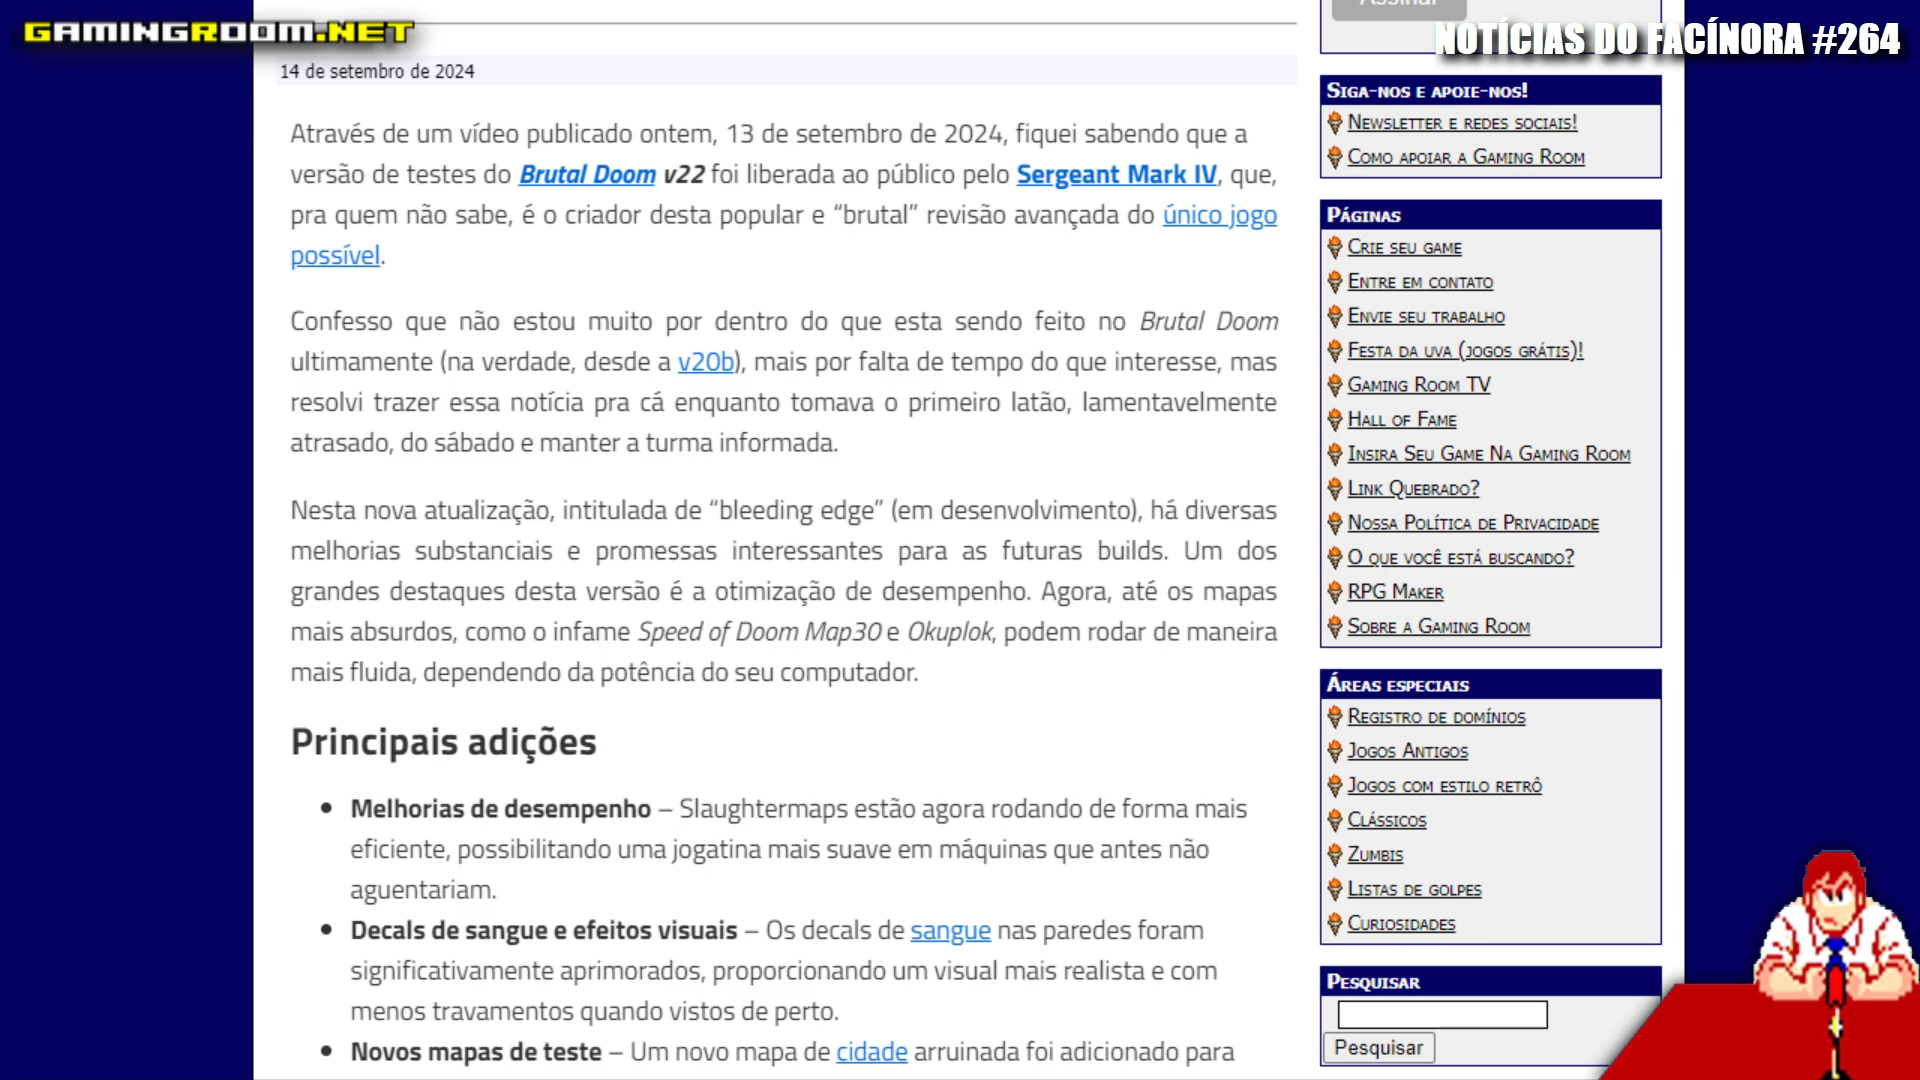 GAMINGROOM.NET
NOTÍCIAS DO FACÍNORA #264
14 de setembro de 2024
Através de um vídeo publicado ontem, 13 de setembro de 2024, fiquei sabendo que a
versão de testes do Brutal Doom v22 foi liberada ao público pelo Sergeant Mark IV, que,
pra quem não sabe, é o criador desta popular e “brutal” revisão avançada do único jogo
possível.
Confesso que não estou muito por dentro do que esta sendo feito no Brutal Doom
ultimamente (na verdade, desde a v20b), mais por falta de tempo do que interesse, mas
resolvi trazer essa notícia pra cá enquanto tomava o primeiro latão, lamentavelmente
atrasado, do sábado e manter a turma informada.
Nesta nova atualização, intitulada de “bleeding edge” (em desenvolvimento), há diversas
melhorias substanciais e promessas interessantes para as futuras builds. Um dos
grandes destaques desta versão é a otimização de desempenho. Agora, até os mapas
mais absurdos, como o infame Speed of Doom Map30 e Okuplok, podem rodar de maneira
mais fluida, dependendo da potência do seu computador.
Principais adições
• Melhorias de desempenho – Slaughtermaps estão agora rodando de forma mais
eficiente, possibilitando uma jogatina mais suave em máquinas que antes não
aguentariam.
• Decals de sangue e efeitos visuais – Os decals de sangue nas paredes foram
significativamente aprimorados, proporcionando um visual mais realista e com
menos travamentos quando vistos de perto.
• Novos mapas de teste – Um novo mapa de cidade arruinada foi adicionado para
Assinar
Siga-nos e apoie-nos!
Newsletter e redes sociais!
Como apoiar a Gaming Room
Páginas
Crie seu game
Entre em contato
Envie seu trabalho
Festa da uva (jogos grátis)!
Gaming Room TV
Hall of Fame
Insira Seu Game Na Gaming Room
Link Quebrado?
Nossa Política de Privacidade
O que você está buscando?
RPG Maker
Sobre a Gaming Room
Áreas especiais
Registro de domínios
Jogos Antigos
Jogos com estilo retrô
Clássicos
Zumbis
Listas de golpes
Curiosidades
Pesquisar
Pesquisar